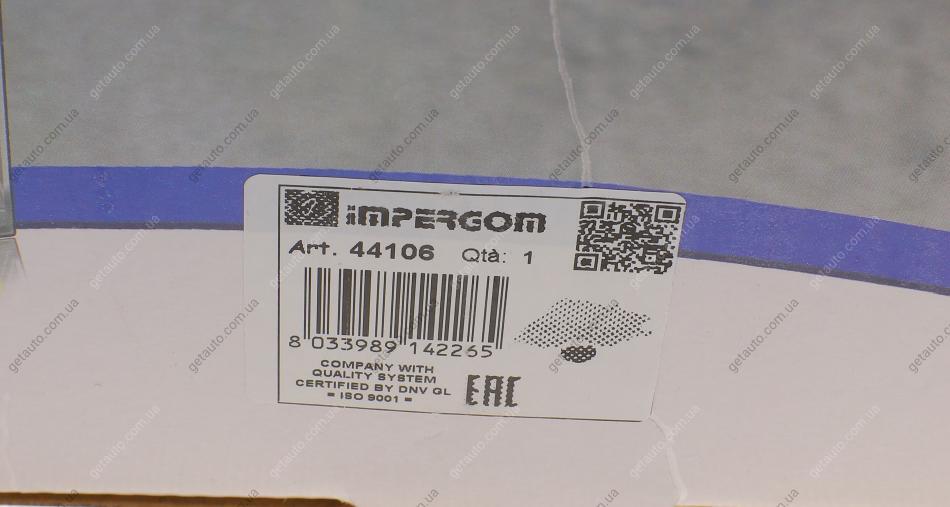 IMPERGOM
Art. 44106 Qtà: 1
8 033989 142265
COMPANY WITH
QUALITY SYSTEM
CERTIFIED BY DNV GL
= ISO 9001 =
EAC
getauto.com.ua